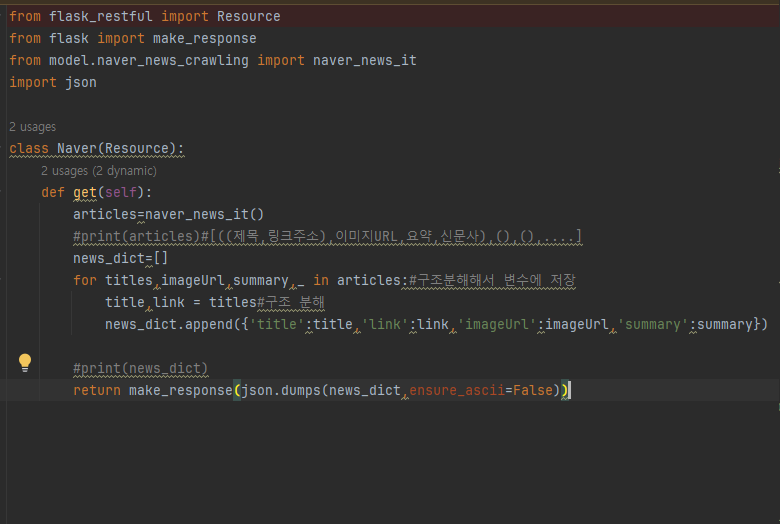 from flask_restful import Resource
from flask import make_response
from model.naver_news_crawling import naver_news_it
import json
2 usages
class Naver(Resource):
2 usages (2 dynamic)
def get(self):
articles=naver_news_it()
#print(articles)#[((제목,링크주소),이미지URL,요약,신문사),(),(),....]
news_dict=[]
for titles,imageUrl,summary,_ in articles:#구조분해해서 변수에 저장
title,link = titles#구조 분해
news_dict.append({'title':title,'link':link,'imageUrl':imageUrl,'summary':summary})
#print(news_dict)
return make_response(json.dumps(news_dict,ensure_ascii=False))